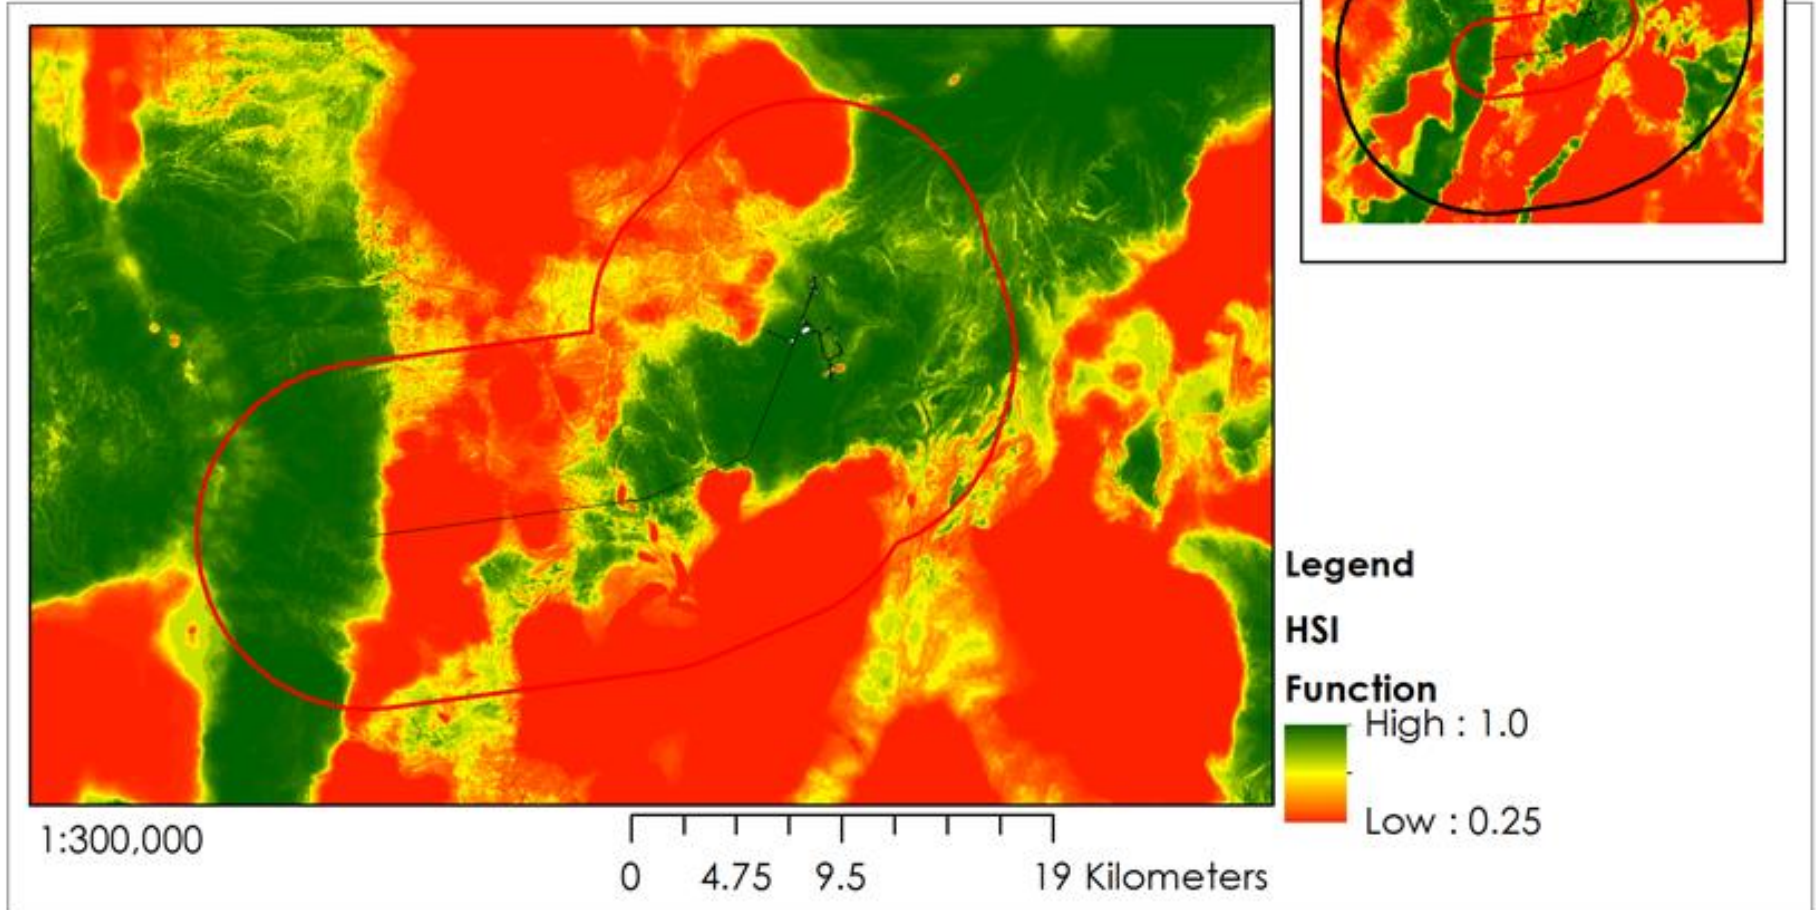 Legend
HSI
Function
High : 1.0
Low : 0.25
1:300,000
0 4.75 9.5 19 Kilometers